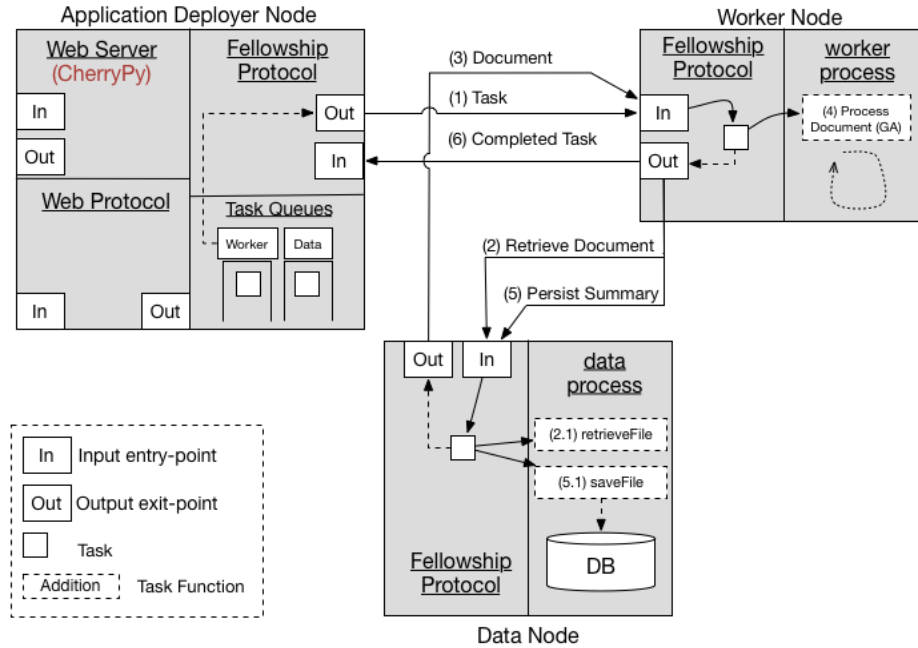 Application Deployer Node
Web Server
(CherryPy)
In
Out
Fellowship
Protocol
Out
In
Web Protocol
In
Out
Task Queues
Worker
Data
(3) Document
(1) Task
(6) Completed Task
(2) Retrieve Document
(5) Persist Summary
Worker Node
Fellowship
Protocol
In
Out
worker
process
(4) Process
Document (GA)
Out
In
data
process
(2.1) retrieveFile
(5.1) saveFile
DB
Fellowship
Protocol
Data Node
In
Input entry-point
Out
Output exit-point
Task
Addition
Task Function